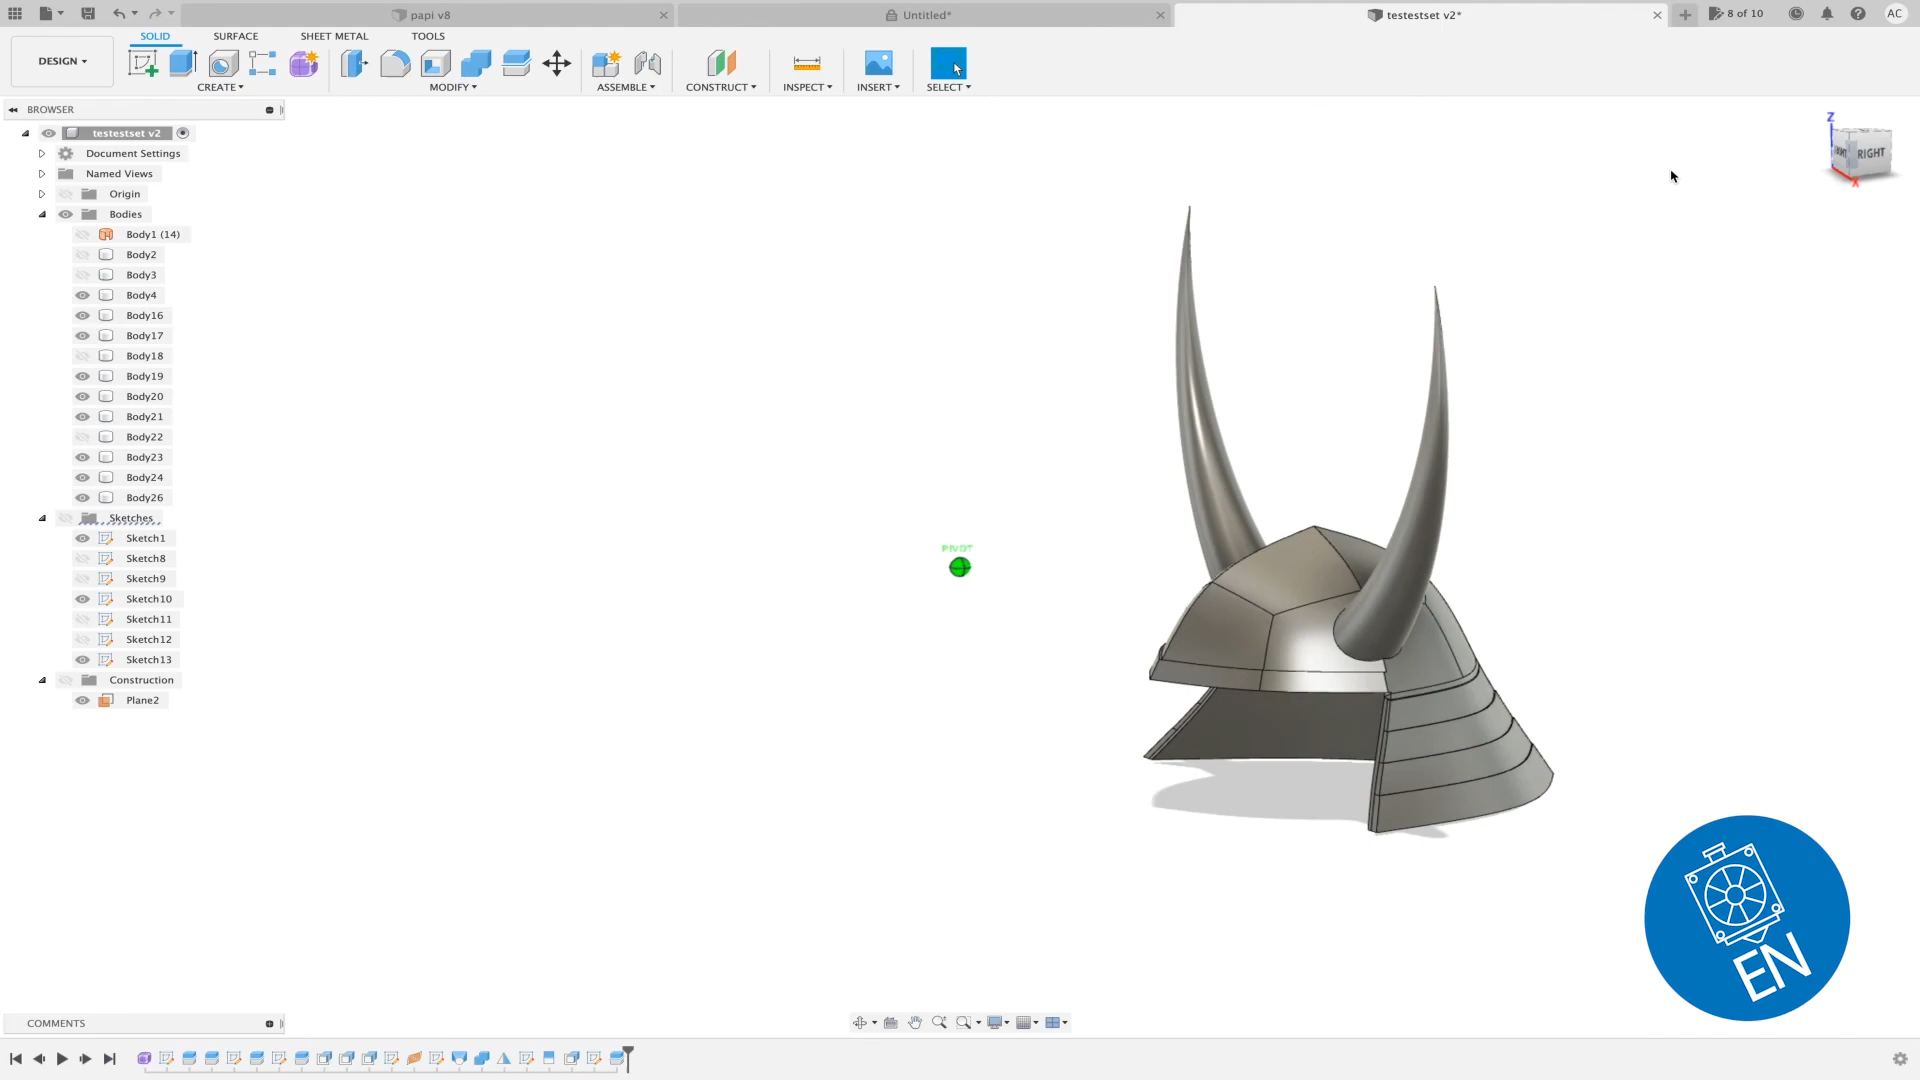 papi v8
Untitled*
testestset v2*
8 of 10
AC
DESIGN
SOLID
SURFACE
SHEET METAL
TOOLS
CREATE
MODIFY
ASSEMBLE
CONSTRUCT
INSPECT
INSERT
SELECT
BROWSER
testestset v2
Document Settings
Named Views
Origin
Bodies
Body1 (14)
Body2
Body3
Body4
Body16
Body17
Body18
Body19
Body20
Body21
Body22
Body23
Body24
Body26
Sketches
Sketch1
Sketch8
Sketch9
Sketch10
Sketch11
Sketch12
Sketch13
Construction
Plane2
Z
RIGHT
X
PIVOT
EN
COMMENTS